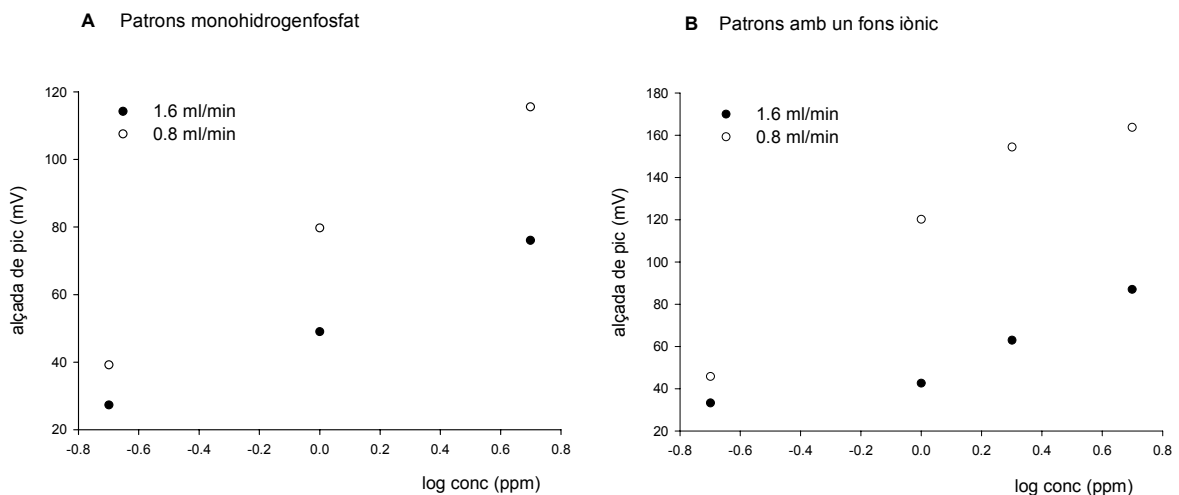 A Patrons monohidrogenfosfat
alçada de pic (mV)
120
100
80
60
40
20
1.6 ml/min
0.8 ml/min
-0.8 -0.6 -0.4 -0.2 0.0 0.2 0.4 0.6 0.8
log conc (ppm)
B Patrons amb un fons iònic
alçada de pic (mV)
180
160
140
120
100
80
60
40
20
1.6 ml/min
0.8 ml/min
-0.8 -0.6 -0.4 -0.2 0.0 0.2 0.4 0.6 0.8
log conc (ppm)